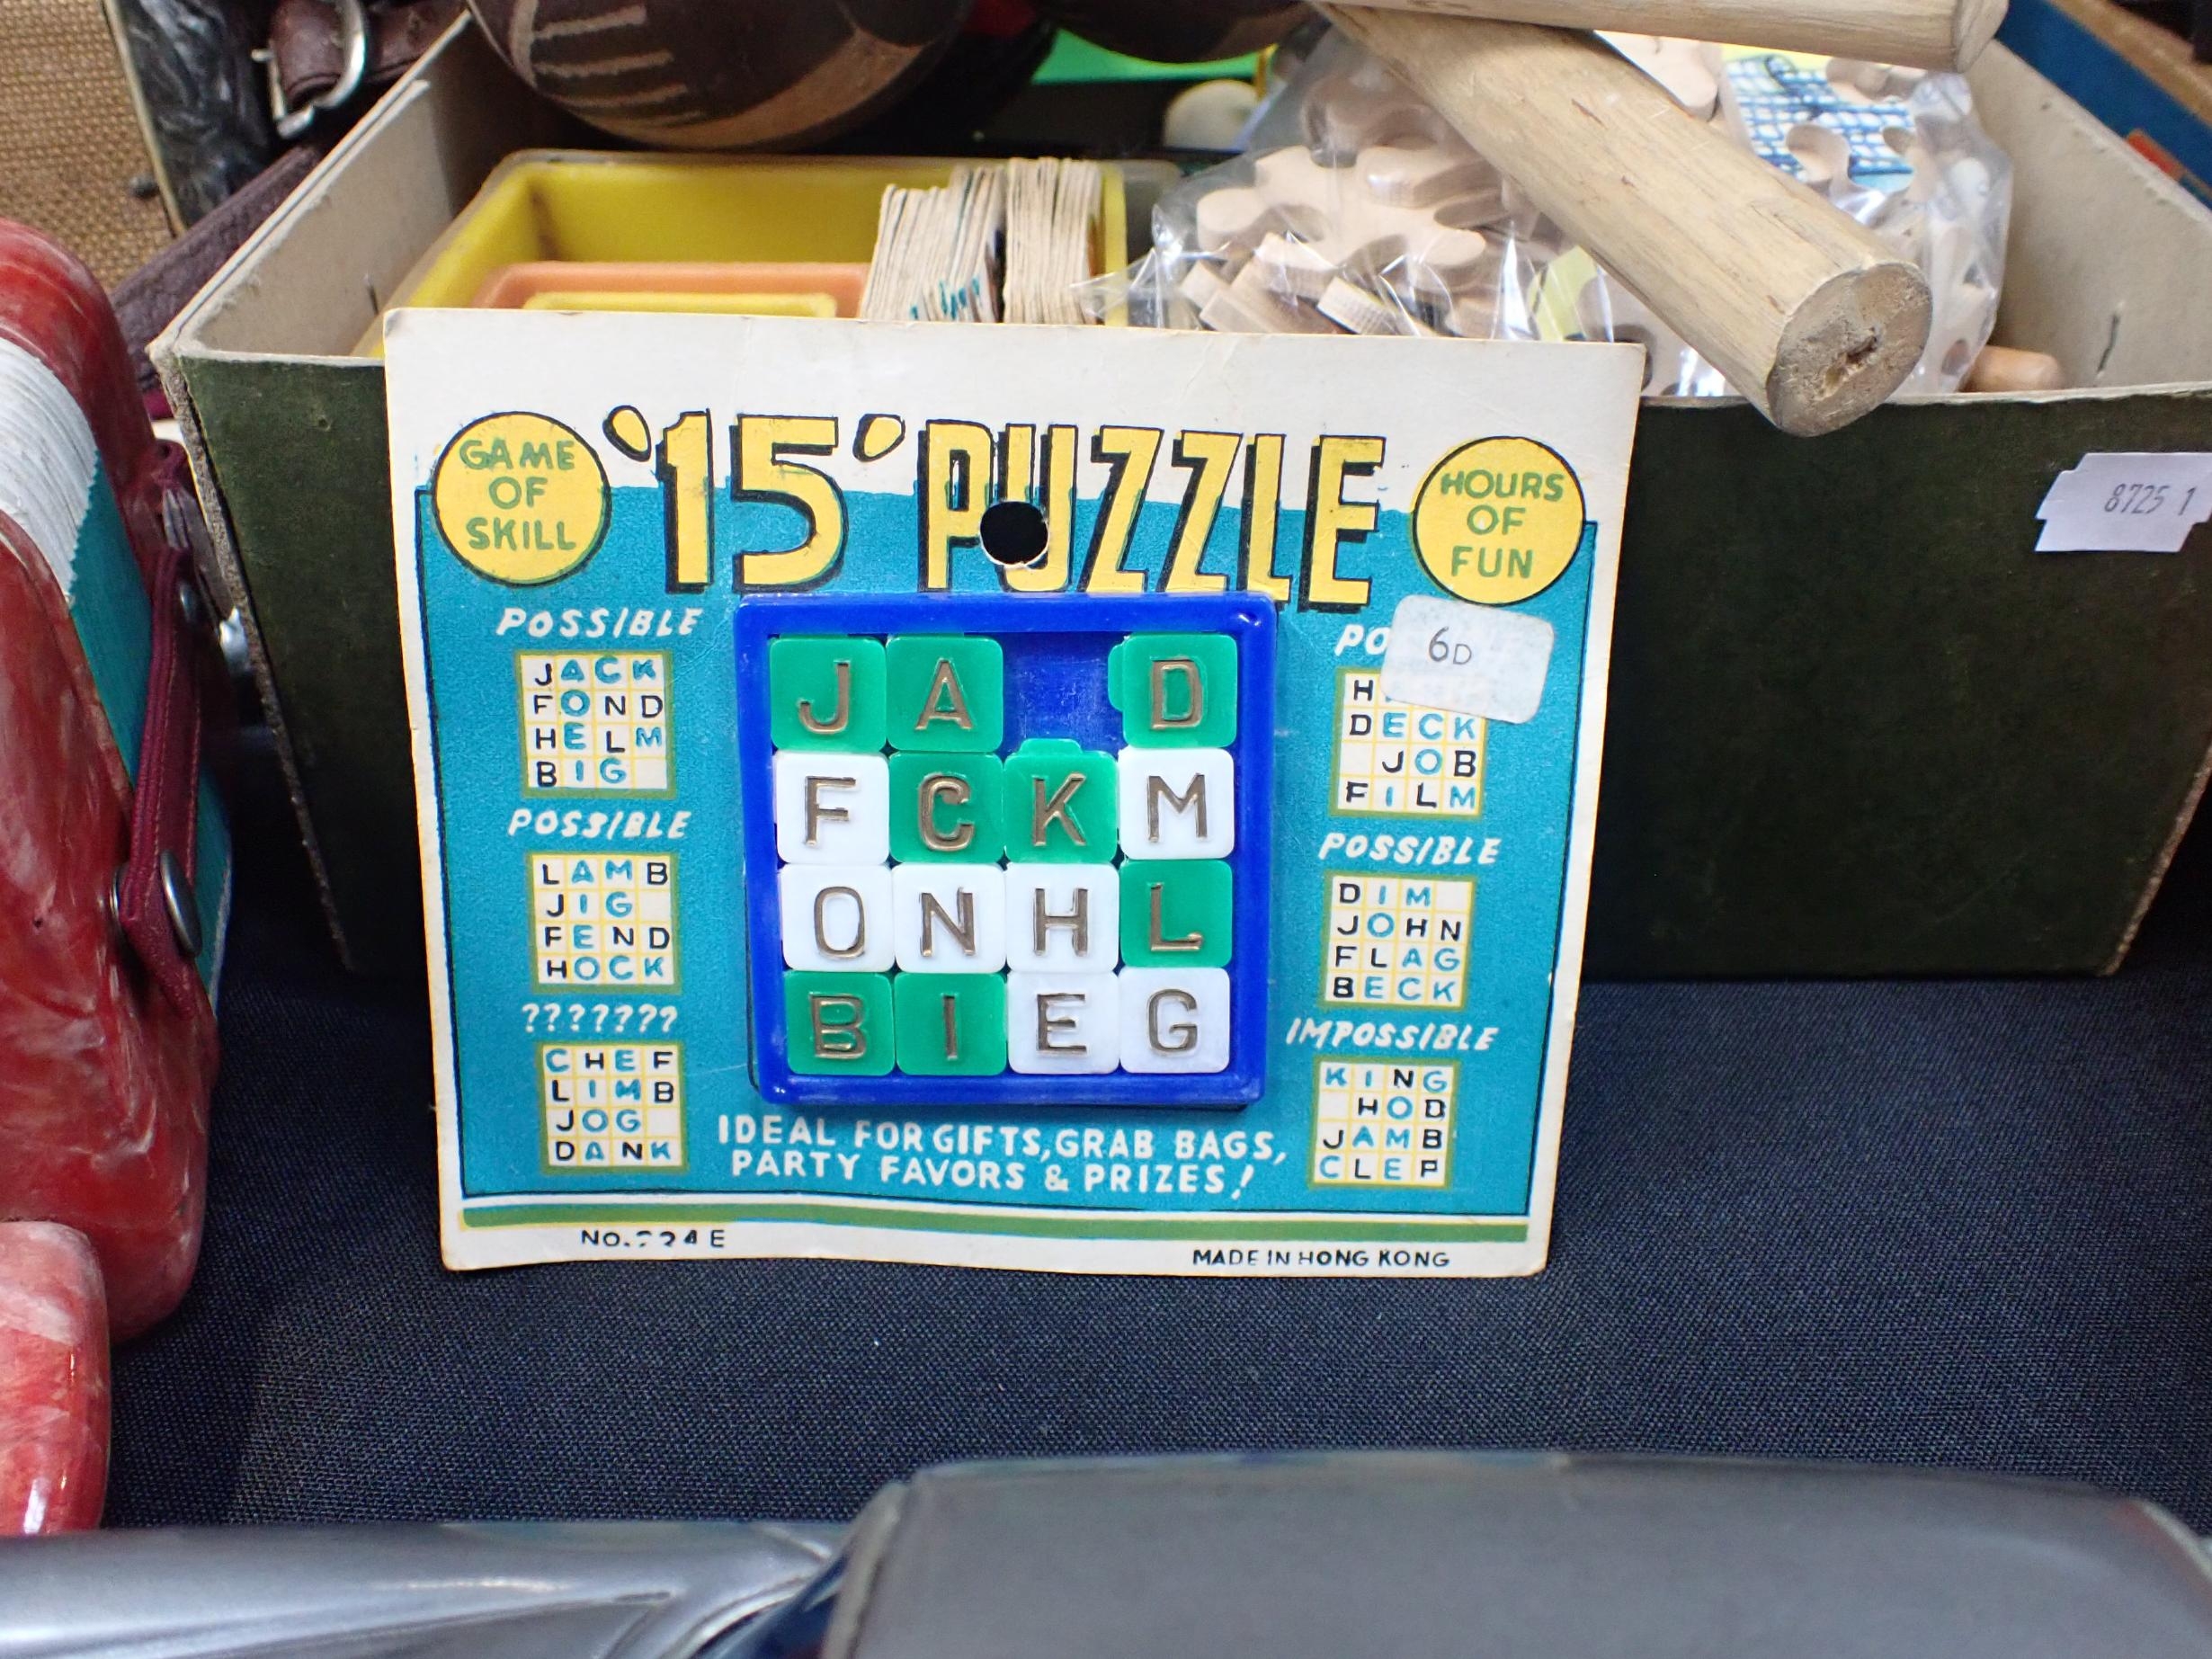 GAME
OF
SKILL
'15' PUZZLE
HOURS
OF
FUN
8725 1
POSSIBLE
JACK
FOND
HELM
BIG
POSSIBLE
LAMB
JIG
FEND
HOCK
???????
CHEF
LIMB
JOG
DANK
J A D
F C K M
O N H L
B I E G
6D
DECK
JOB
FILM
POSSIBLE
DIM
JOHN
FLAG
BECK
IMPOSSIBLE
KING
HOD
JAMB
CLEP
IDEAL FOR GIFTS, GRAB BAGS,
PARTY FAVORS & PRIZES!
MADE IN HONG KONG